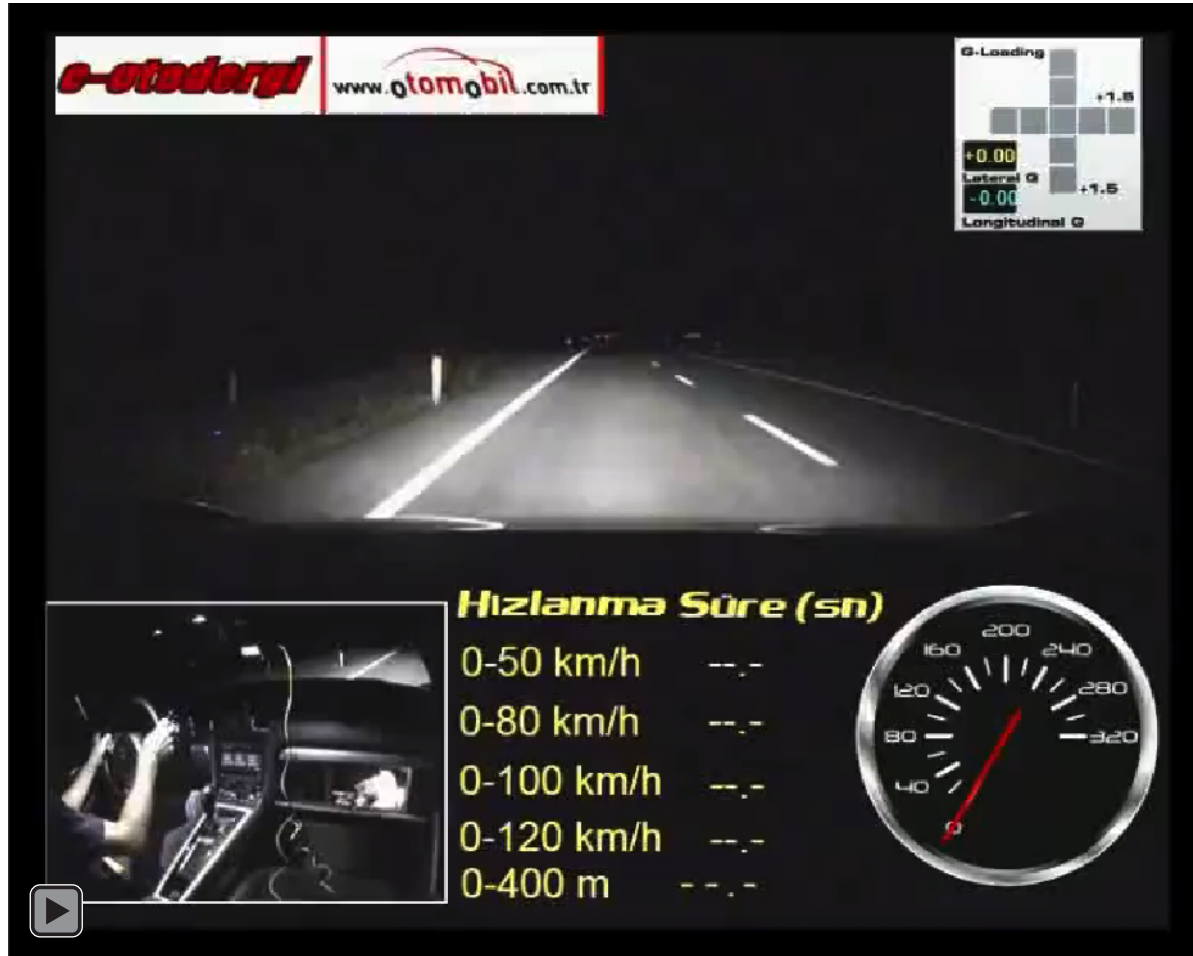 e-otodergi
www.otomobil.com.tr
G-Loading
+1.5
+0.00
Lateral G
-0.00
+1.5
Longitudinal G
Hızlanma Süre (sn)
0-50 km/h --.-
0-80 km/h --.-
0-100 km/h --.-
0-120 km/h --.-
0-400 m --.-
0
40
80
120
160
200
240
280
320